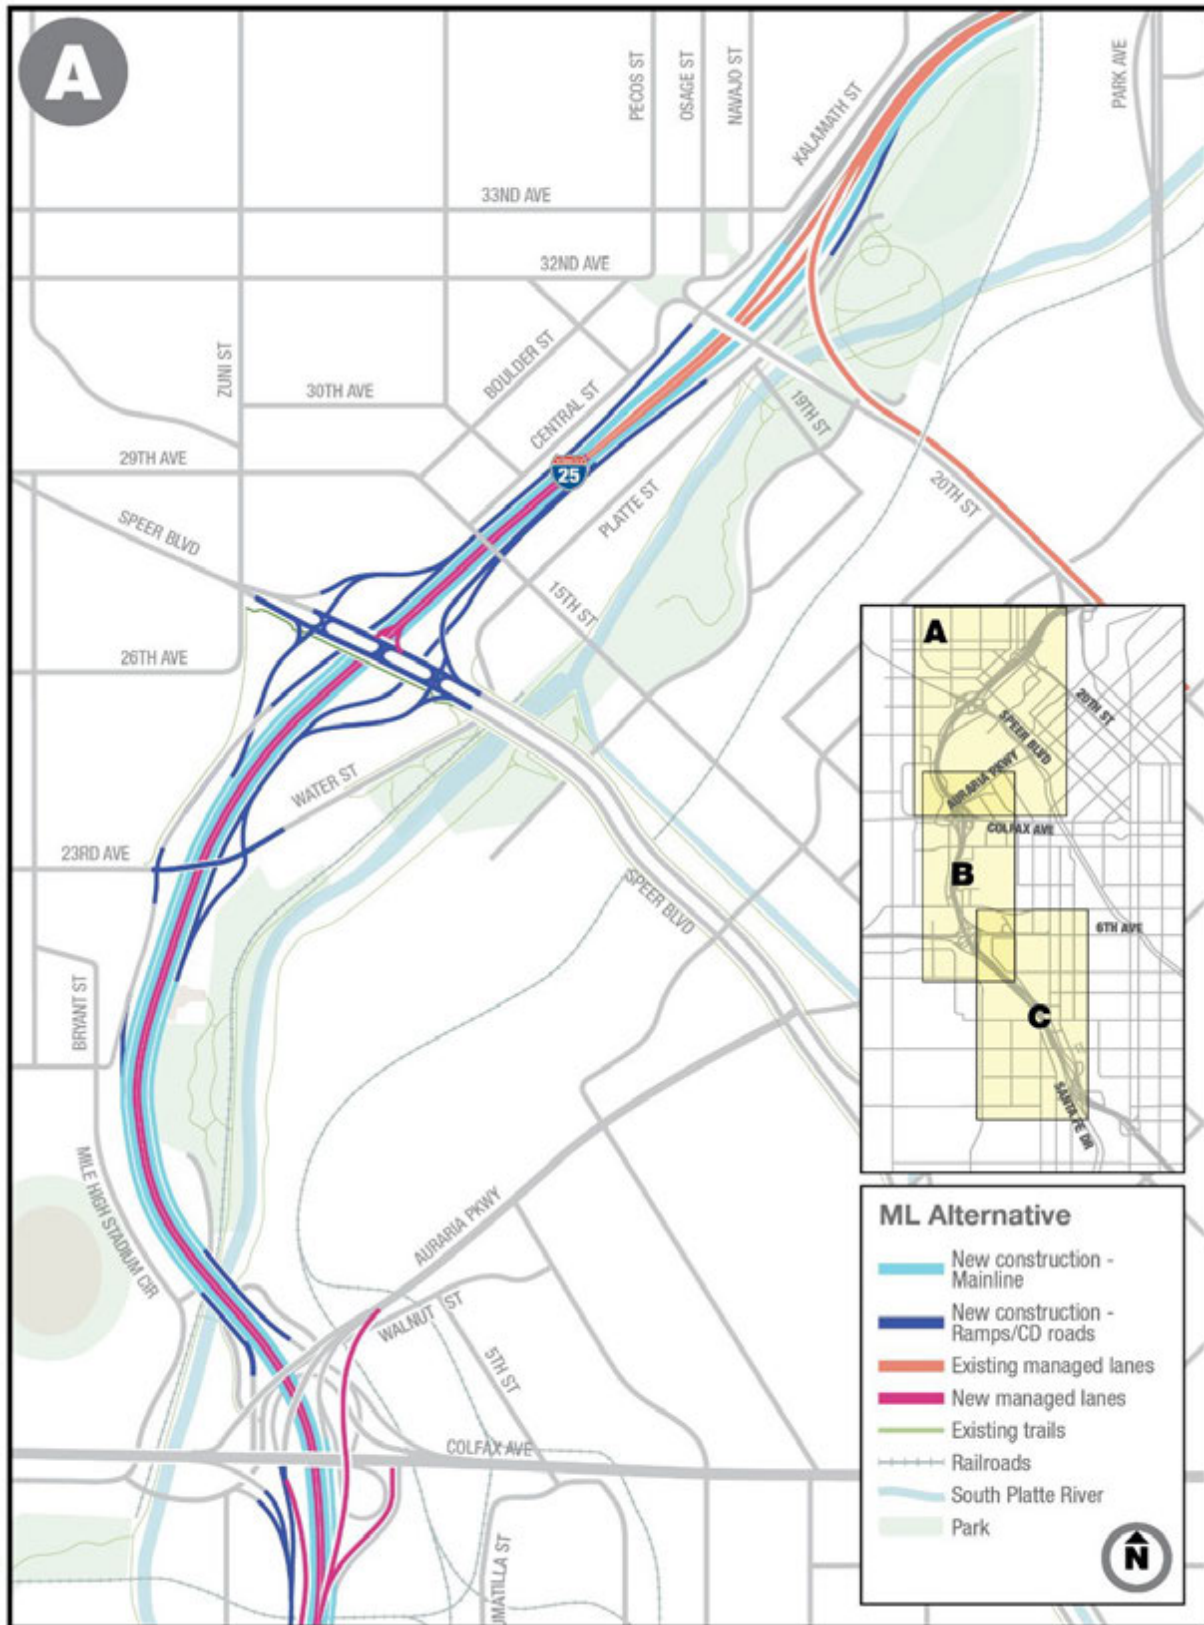 A
PECOS ST
OSAGE ST
NAVAJO ST
KALAMATH ST
PARK AVE
33ND AVE
32ND AVE
ZUNI ST
30TH AVE
BOULDER ST
CENTRAL ST
19TH ST
29TH AVE
25
PLATTE ST
20TH ST
SPEER BLVD
15TH ST
26TH AVE
WATER ST
23RD AVE
SPEER BLVD
BRYANT ST
MILE HIGH STADIUM CIR
AURARIA PKWY
WALNUT ST
5TH ST
COLFAX AVE
UMATILLA ST
A
20TH ST
SPEER BLVD
AURARIA PKWY
COLFAX AVE
B
6TH AVE
C
SANTA FE DR
ML Alternative
New construction -
Mainline
New construction -
Ramps/CD roads
Existing managed lanes
New managed lanes
Existing trails
Railroads
South Platte River
Park
N